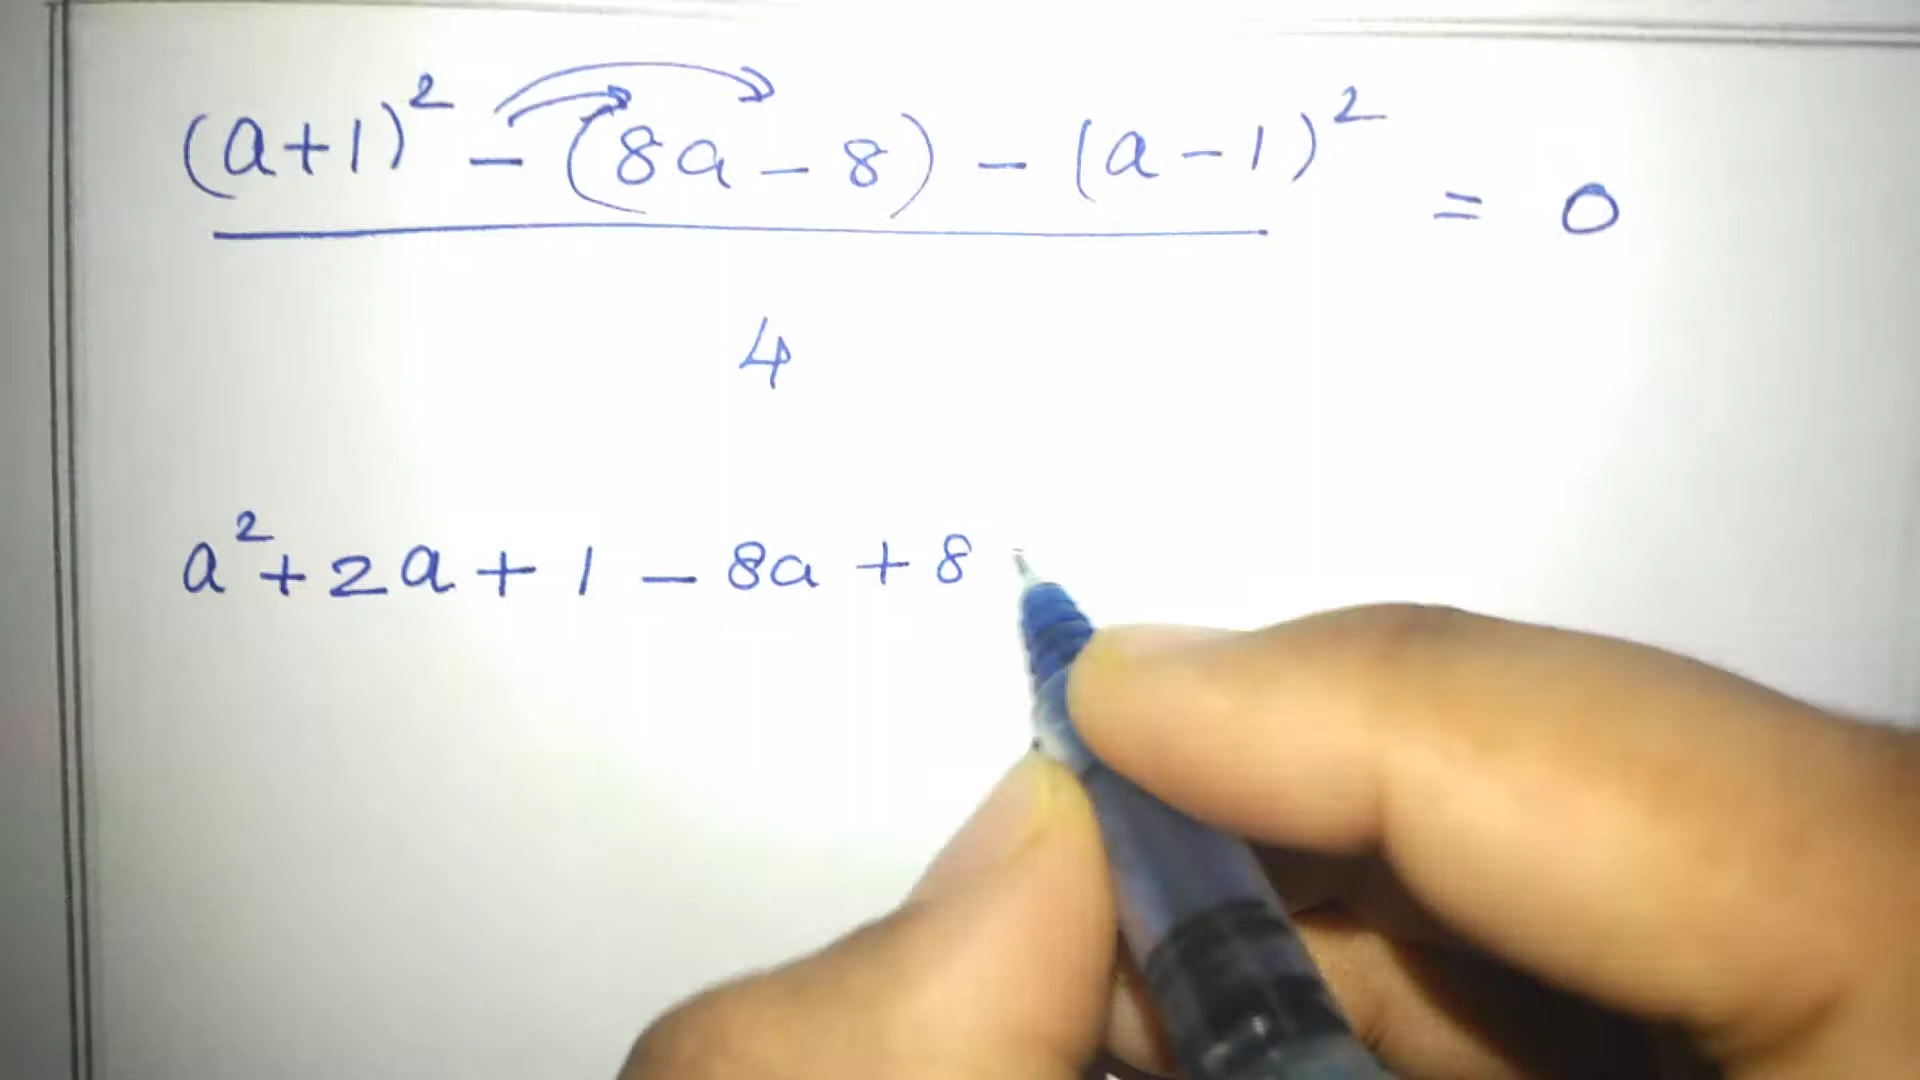 (a+1)² - (8a - 8) - (a - 1)² = 0
4
a² + 2a + 1 - 8a + 8